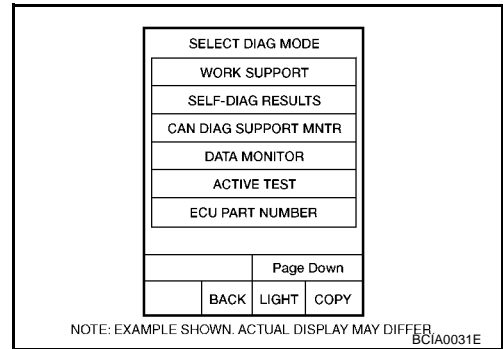 SELECT DIAG MODE
WORK SUPPORT
SELF-DIAG RESULTS
CAN DIAG SUPPORT MNTR
DATA MONITOR
ACTIVE TEST
ECU PART NUMBER
Page Down
BACK LIGHT COPY
NOTE: EXAMPLE SHOWN. ACTUAL DISPLAY MAY DIFFER.
BCIA0031E